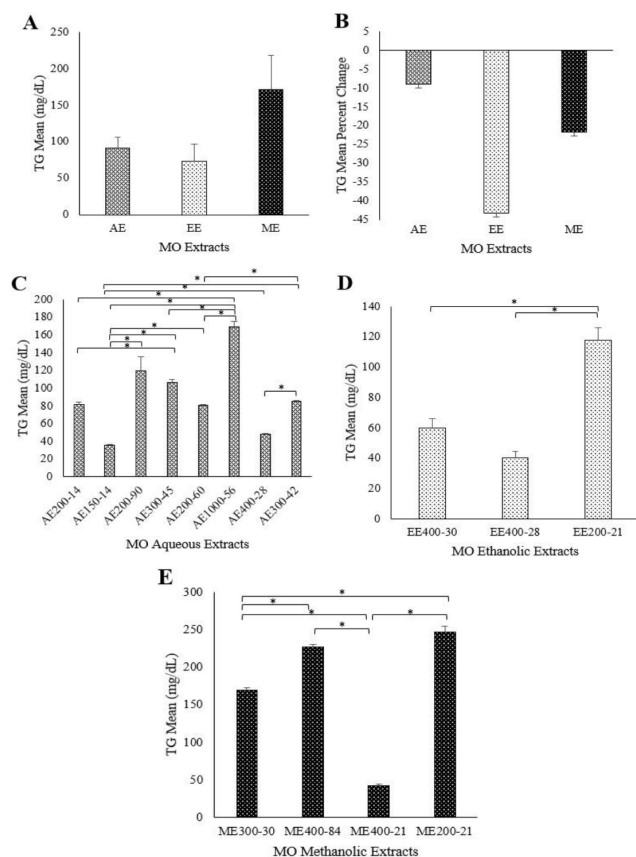 A
TG Mean (mg/dL)
250
200
150
100
50
0
AE EE ME
MO Extracts
B
TG Mean Percent Change
0
-5
-10
-15
-20
-25
-30
-35
-40
-45
AE EE ME
MO Extracts
C
TG Mean (mg/dL)
200
180
160
140
120
100
80
60
40
20
0
* * * * * * * * * * *
AE200-14 AE150-14 AE200-90 AE300-45 AE200-60 AE1000-56 AE400-28 AE300-42
MO Aqueous Extracts
D
TG Mean (mg/dL)
140
120
100
80
60
40
20
0
*
*
EE400-30 EE400-28 EE200-21
MO Ethanolic Extracts
E
TG Mean (mg/dL)
300
250
200
150
100
50
0
*
*
* *
*
ME300-30 ME400-84 ME400-21 ME200-21
MO Methanolic Extracts